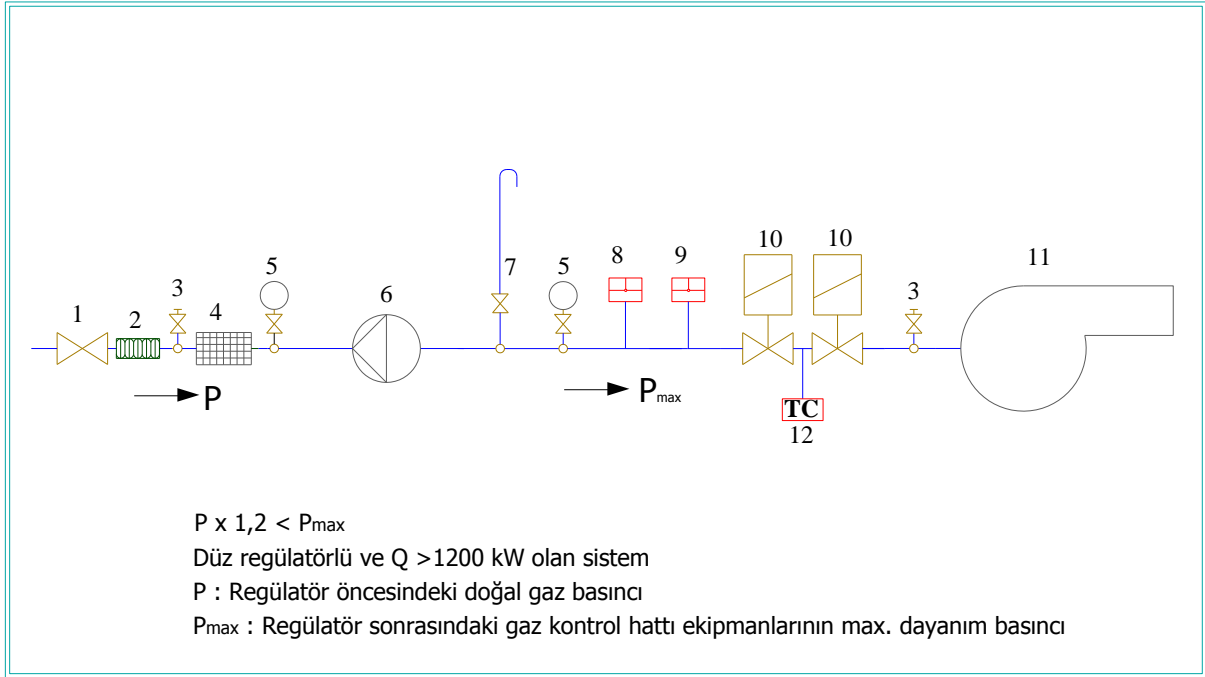 10 10
5 7 5 8 9 11
1 2 3 4 6 3
P
Pmax
TC
12
P x 1,2 < Pmax
Düz regülatörlü ve Q >1200 kW olan sistem
P : Regülatör öncesindeki doğal gaz basıncı
Pmax : Regülatör sonrasındaki gaz kontrol hattı ekipmanlarının max. dayanım basıncı